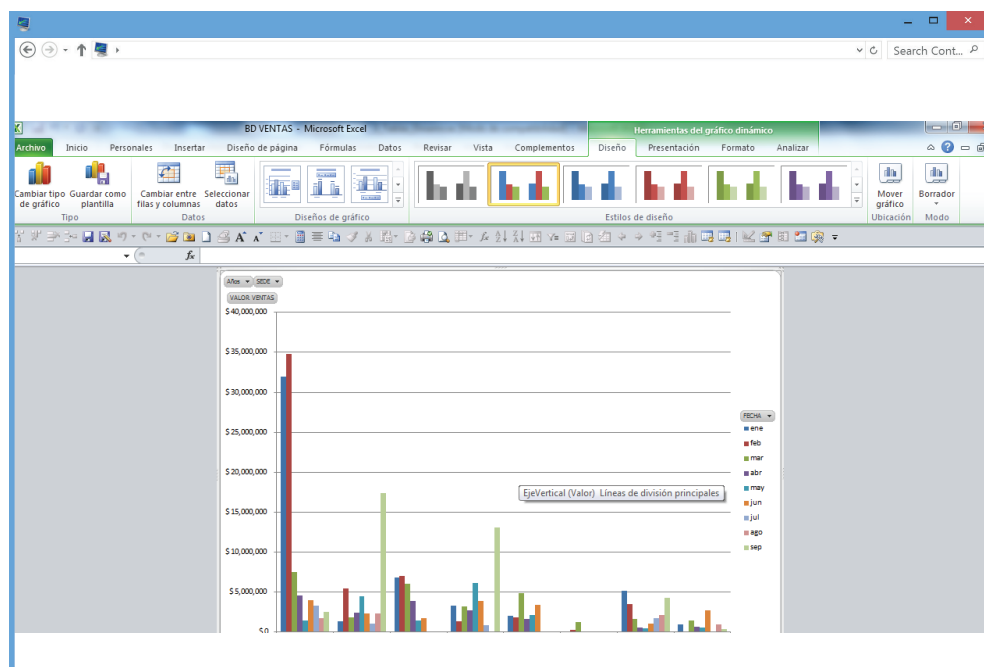 Search Cont...
BD VENTAS - Microsoft Excel
Herramientas del gráfico dinámico
Archivo Inicio Personales Insertar Diseño de página Fórmulas Datos Revisar Vista Complementos Diseño Presentación Formato Analizar
Cambiar tipo de gráfico
Guardar como plantilla
Cambiar entre filas y columnas
Seleccionar datos
Mover gráfico
Borrador
Tipo Datos Diseños de gráfico Estilos de diseño Ubicación Modo
fx
Años SEDE
VALOR VENTAS
$40,000,000
$35,000,000
$30,000,000
$25,000,000
$20,000,000
$15,000,000
$10,000,000
$5,000,000
$0
EjeVertical (Valor) Líneas de división principales
FECHA
ene
feb
mar
abr
may
jun
jul
ago
sep